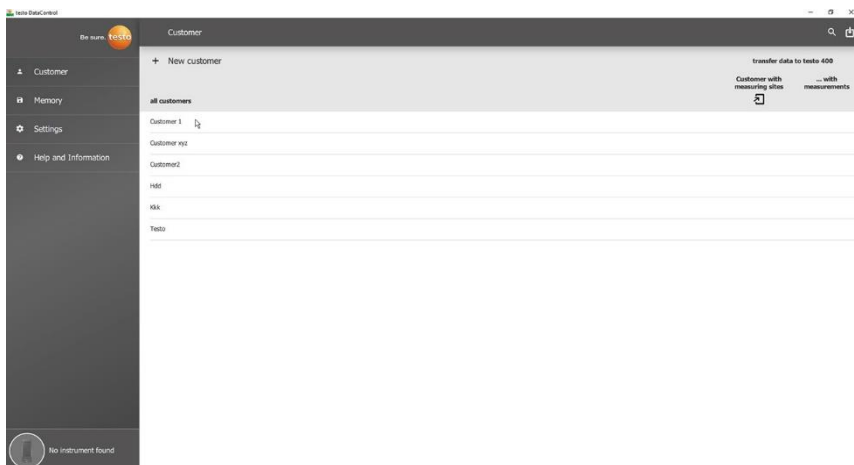 testo DataControl
Be sure. testo
Customer
Memory
Settings
Help and Information
No instrument found
Customer
+ New customer
transfer data to testo 400
Customer with
measuring sites
... with
measurements
all customers
Customer 1
Customer xyz
Customer2
Hdd
Kkk
Testo